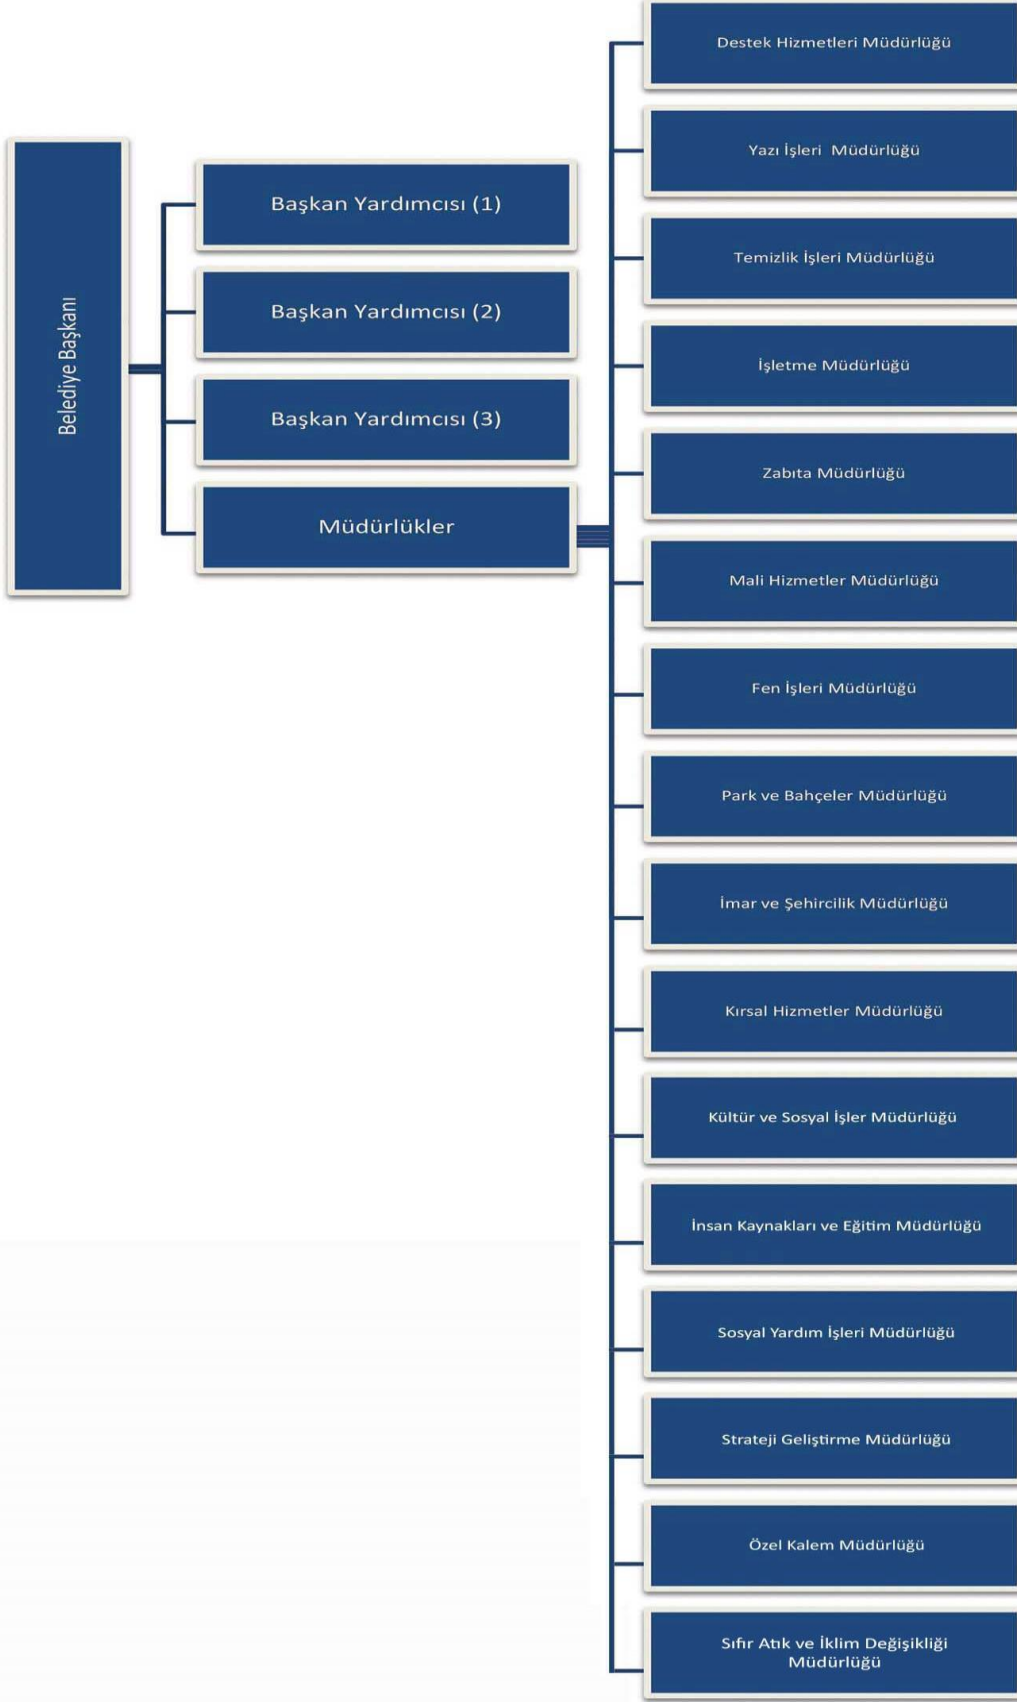 Belediye Başkanı
Başkan Yardımcısı (1)
Başkan Yardımcısı (2)
Başkan Yardımcısı (3)
Müdürlükler
Destek Hizmetleri Müdürlüğü
Yazı İşleri Müdürlüğü
Temizlik İşleri Müdürlüğü
İşletme Müdürlüğü
Zabıta Müdürlüğü
Mali Hizmetler Müdürlüğü
Fen İşleri Müdürlüğü
Park ve Bahçeler Müdürlüğü
İmar ve Şehircilik Müdürlüğü
Kırsal Hizmetler Müdürlüğü
Kültür ve Sosyal İşler Müdürlüğü
İnsan Kaynakları ve Eğitim Müdürlüğü
Sosyal Yardım İşleri Müdürlüğü
Strateji Geliştirme Müdürlüğü
Özel Kalem Müdürlüğü
Sıfır Atık ve İklim Değişikliği
Müdürlüğü